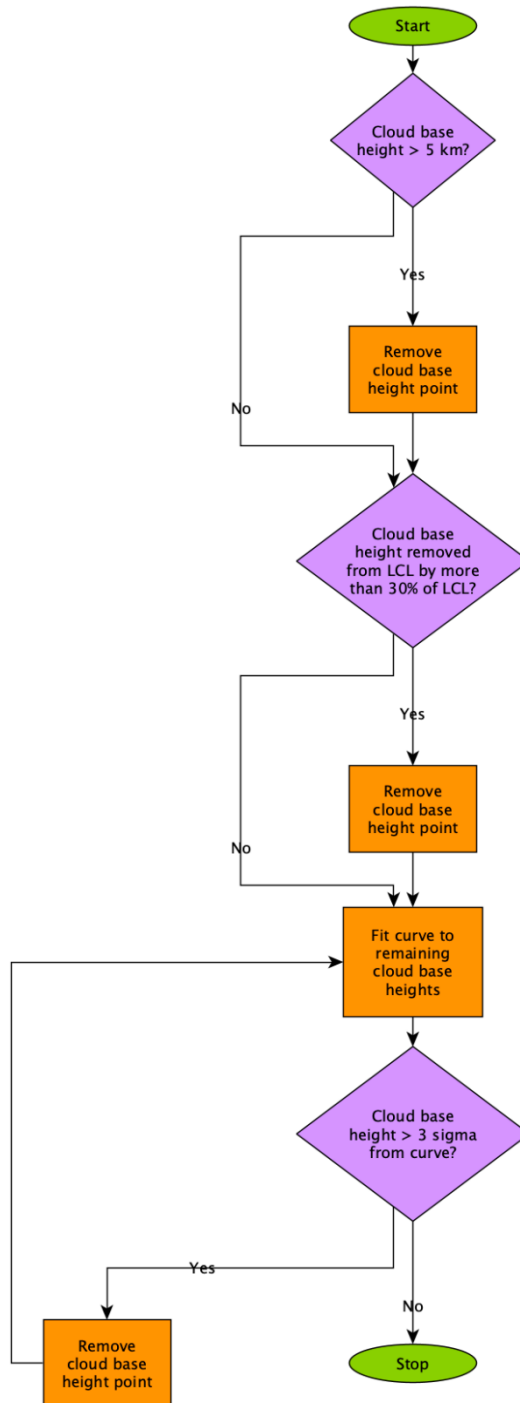 Start
Cloud base
height > 5 km?
Yes
Remove
cloud base
height point
No
Cloud base
height removed
from LCL by more
than 30% of LCL?
Yes
Remove
cloud base
height point
No
Fit curve to
remaining
cloud base
heights
Cloud base
height > 3 sigma
from curve?
Yes
No
Remove
cloud base
height point
Stop